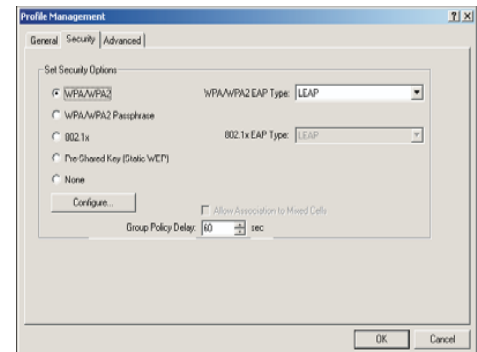 Profile Management
General Security Advanced
Set Security Options
WPA/WPA2 WPA/WPA2 EAP Type: LEAP
WPA/WPA2 Passphrase
802.1x 802.1x EAP Type: LEAP
Pre-Shared Key (Static WEP)
None
Configure...
Allow Association to Mixed Cells
Group Policy Delay: 60 sec
OK Cancel